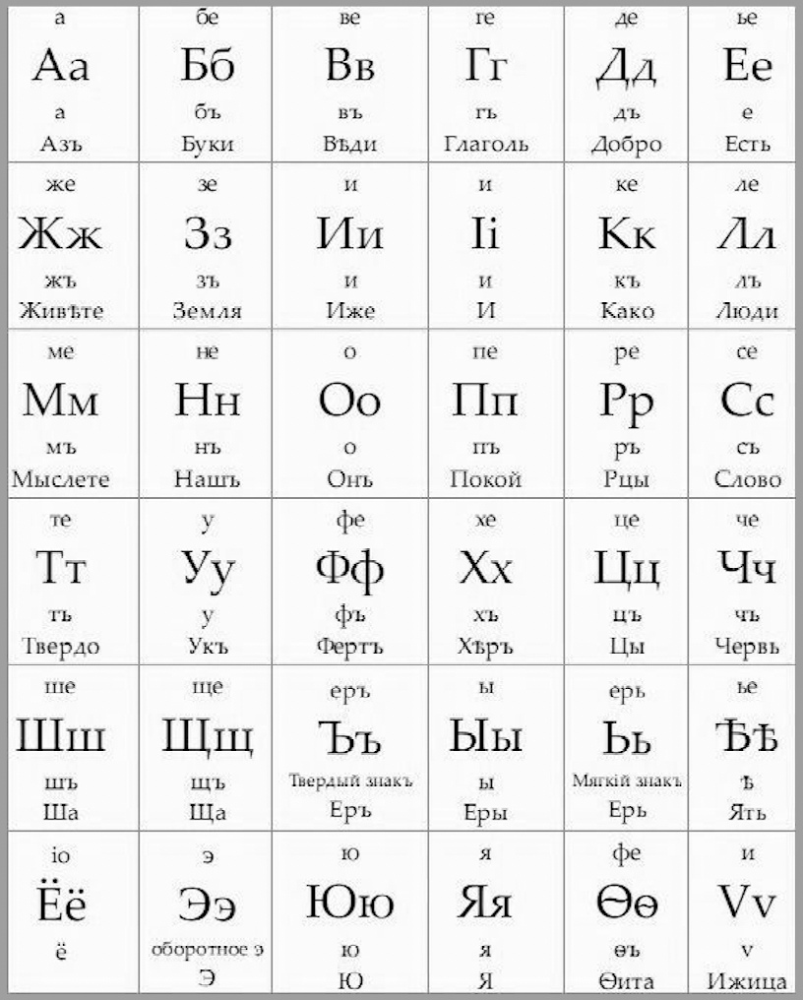 а бе ве ге де ье
Аа Бб Вв Гг Дд Ее
а бъ въ гъ дъ е
Азъ Буки Вѣди Глаголь Добро Есть
же зе и и ке ле
Жж Зз Ии Іі Кк Лл
жъ зъ и и къ лъ
Живѣте Земля Иже И Како Люди
ме не о пе ре се
Мм Нн Оо Пп Рр Сс
мъ нъ о пъ ръ съ
Мыслете Нашъ Онъ Покой Рцы Слово
те у фе хе це че
Тт Уу Фф Хх Цц Чч
тъ у фъ хъ цъ чъ
Твердо Укъ Фертъ Хѣръ Цы Червь
ше ще еръ ы ерь ье
Шш Щщ Ъъ Ыы Ьь Ѣѣ
шъ щъ Твердый знакъ ы Мягкій знакъ ѣ
Ша Ща Еръ Еры Ерь Ять
іо э ю я фе и
Ёё Ээ Юю Яя Ѳѳ Ѵѵ
ё оборотное э ю я ѳъ ѵ
Э Ю Я Ѳита Ижица